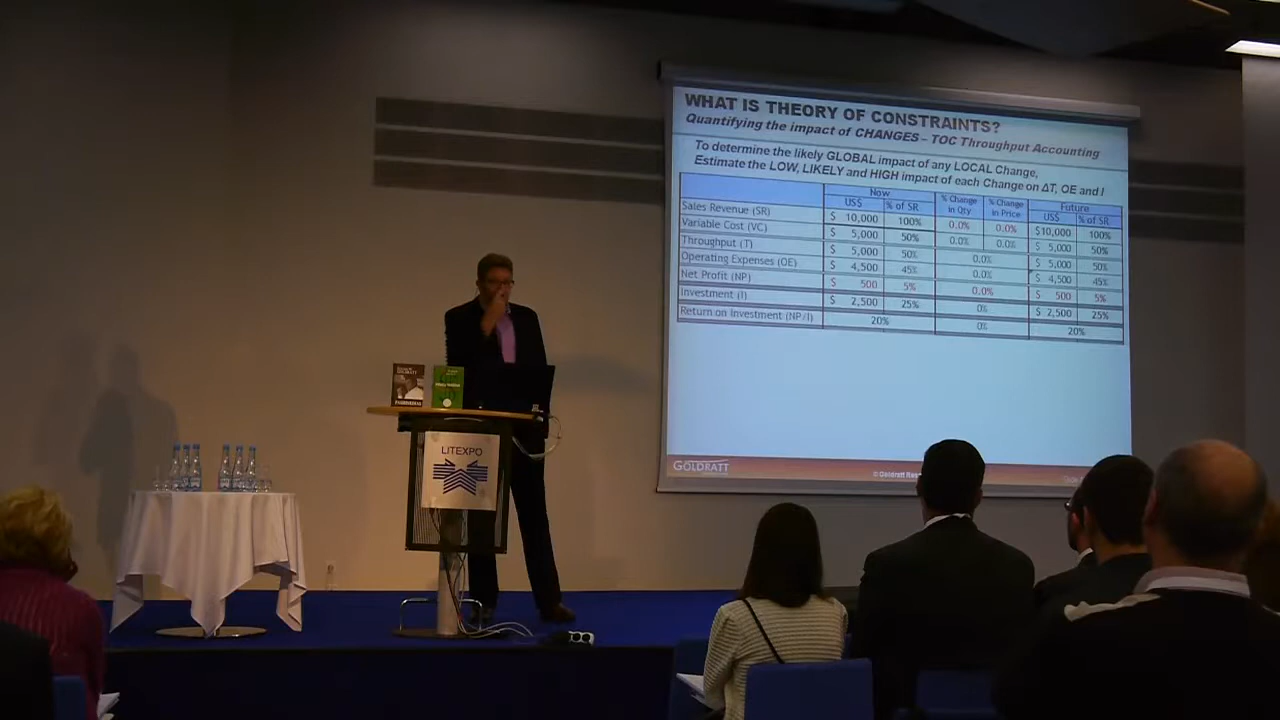 WHAT IS THEORY OF CONSTRAINTS?
Quantifying the impact of CHANGES – TOC Throughput Accounting
To determine the likely GLOBAL impact of any LOCAL Change,
Estimate the LOW, LIKELY and HIGH impact of each Change on ΔT, OE and I
Now % Change in Qty % Change in Price Future
US$ % of SR US$ % of SR
Sales Revenue (SR) $ 10,000 100% 0.0% 0.0% $10,000 100%
Variable Cost (VC) $ 5,000 50% 0.0% 0.0% $ 5,000 50%
Throughput (T) $ 5,000 50% 0.0% $ 5,000 50%
Operating Expenses (OE) $ 4,500 45% 0.0% $ 4,500 45%
Net Profit (NP) $ 500 5% 0.0% $ 500 5%
Investment (I) $ 2,500 25% 0% $ 2,500 25%
Return on Investment (NP/I) 20% 0% 20%
GOLDRATT © Goldratt
LITEXPO